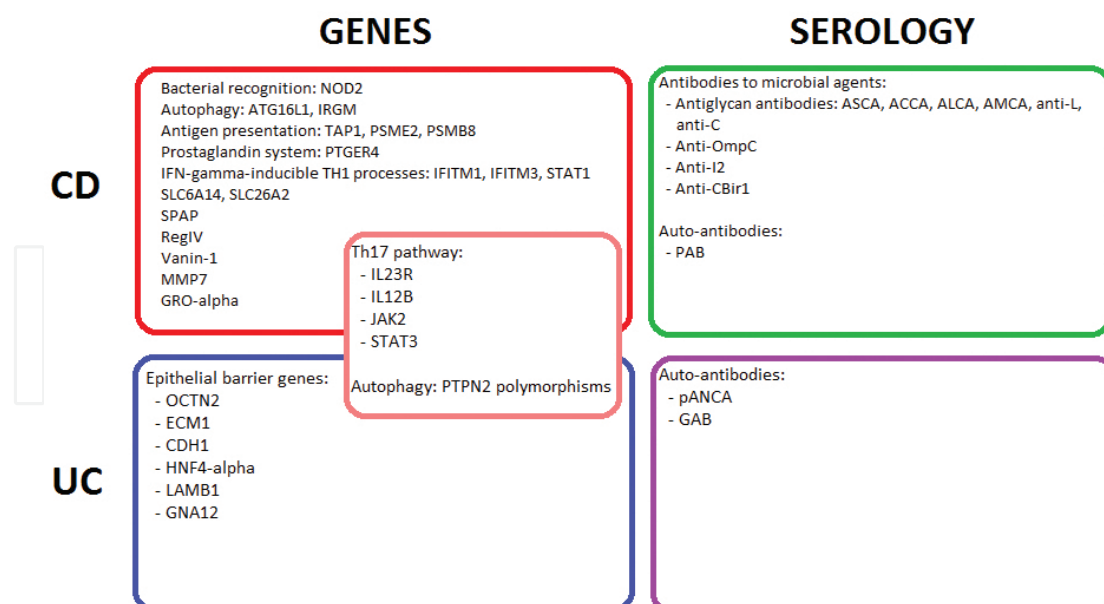 GENES
SEROLOGY
CD
Bacterial recognition: NOD2
Autophagy: ATG16L1, IRGM
Antigen presentation: TAP1, PSME2, PSMB8
Prostaglandin system: PTGER4
IFN-gamma-inducible TH1 processes: IFITM1, IFITM3, STAT1
SLC6A14, SLC26A2
SPAP
RegIV
Vanin-1
MMP7
GRO-alpha
Th17 pathway:
- IL23R
- IL12B
- JAK2
- STAT3
Autophagy: PTPN2 polymorphisms
Antibodies to microbial agents:
- Antiglycan antibodies: ASCA, ACCA, ALCA, AMCA, anti-L,
anti-C
- Anti-OmpC
- Anti-I2
- Anti-CBir1
Auto-antibodies:
- PAB
UC
Epithelial barrier genes:
- OCTN2
- ECM1
- CDH1
- HNF4-alpha
- LAMB1
- GNA12
Auto-antibodies:
- pANCA
- GAB